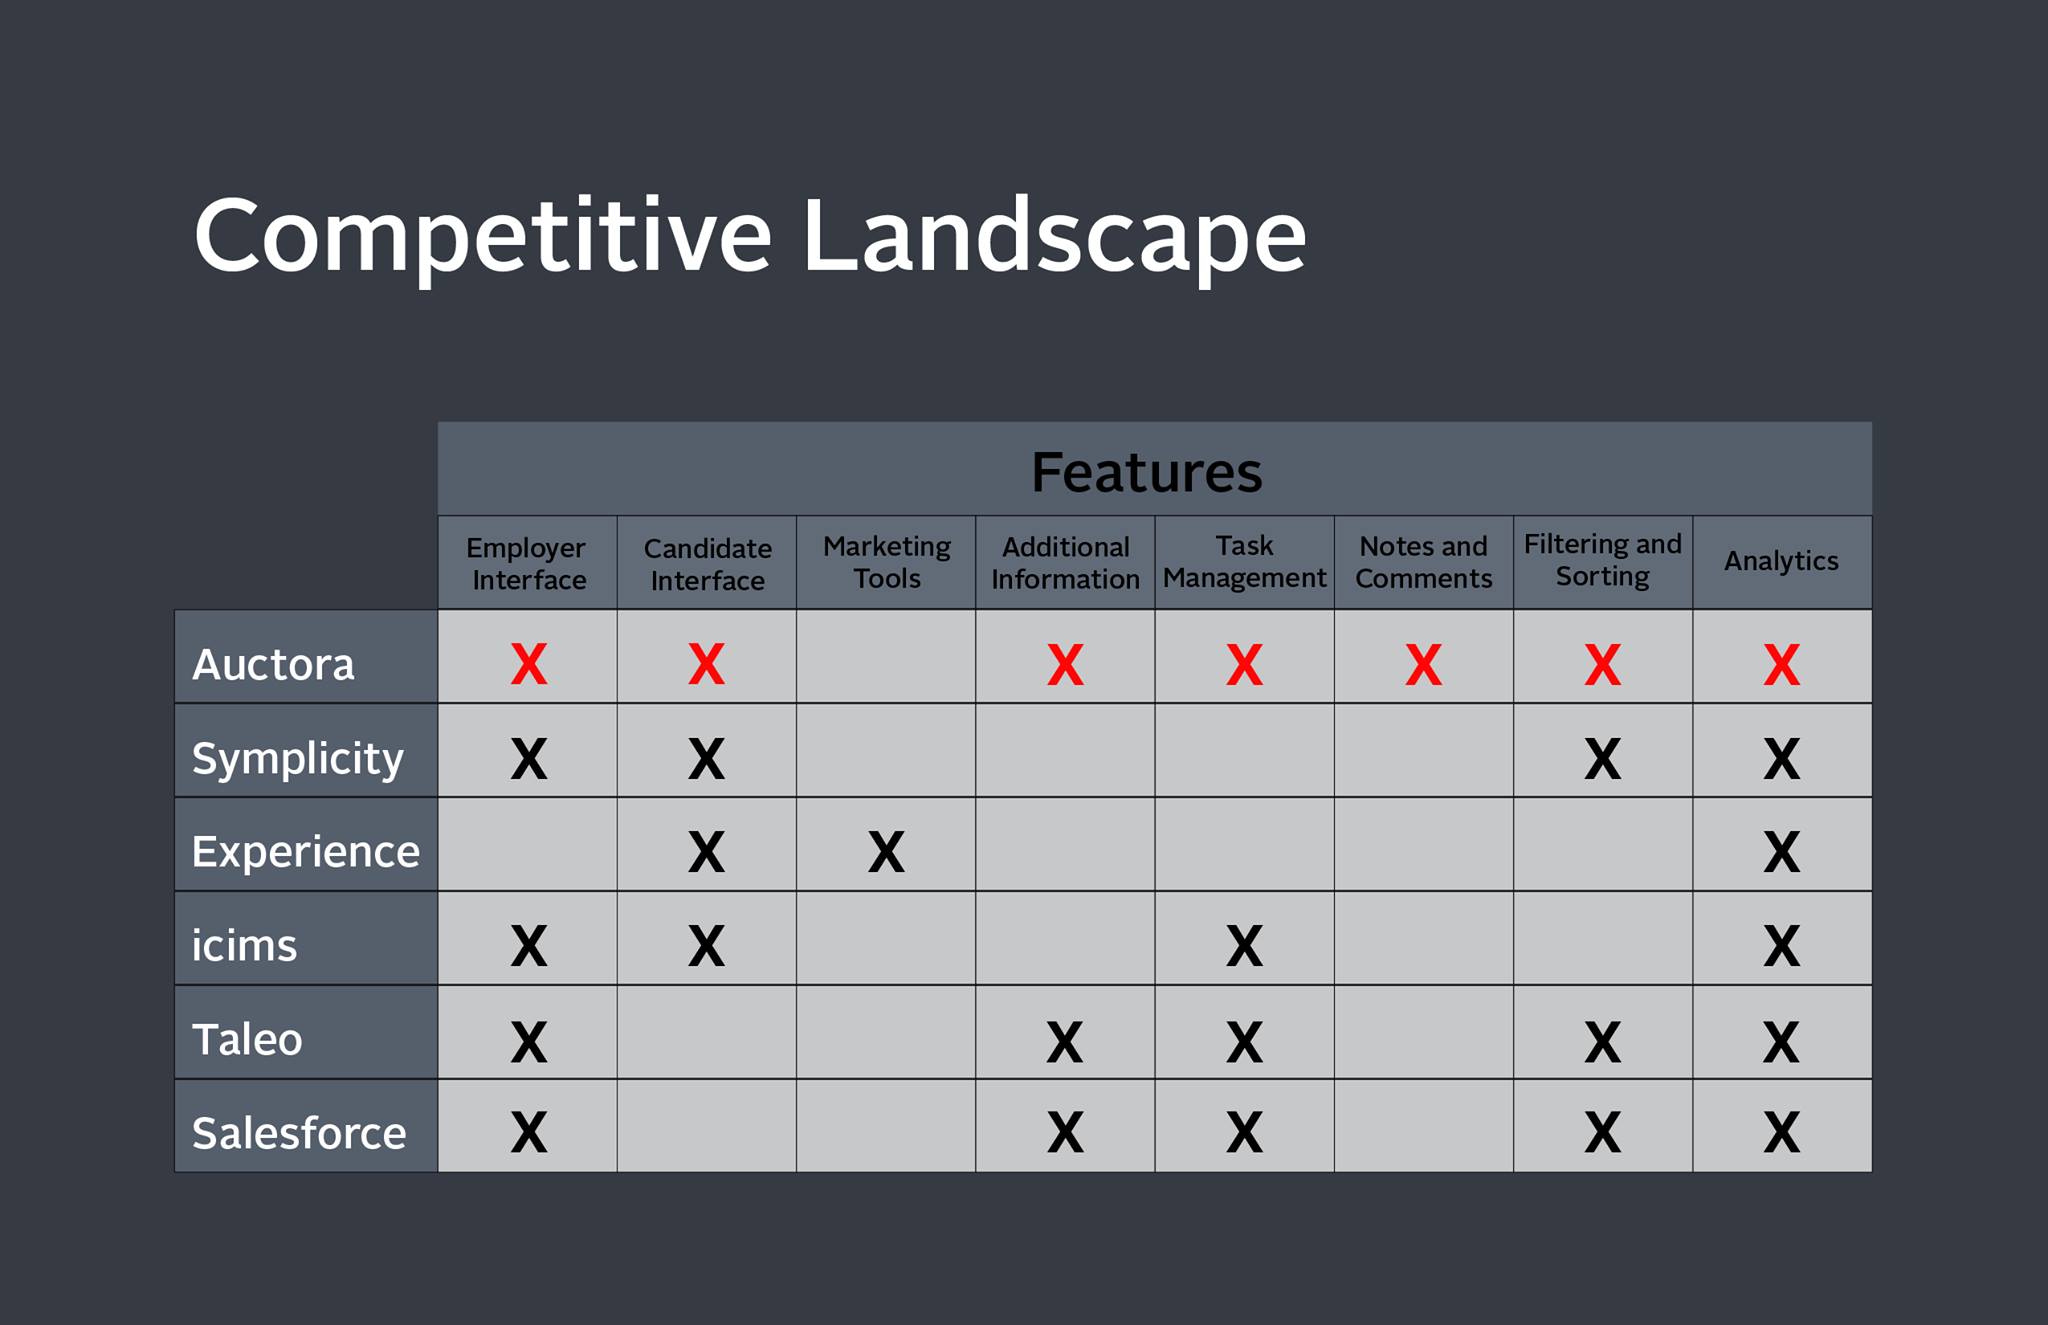 Competitive Landscape
Features
Employer Interface Candidate Interface Marketing Tools Additional Information Task Management Notes and Comments Filtering and Sorting Analytics
Auctora X X X X X X X
Symplicity X X X X
Experience X X X
icims X X X X
Taleo X X X X X
Salesforce X X X X X